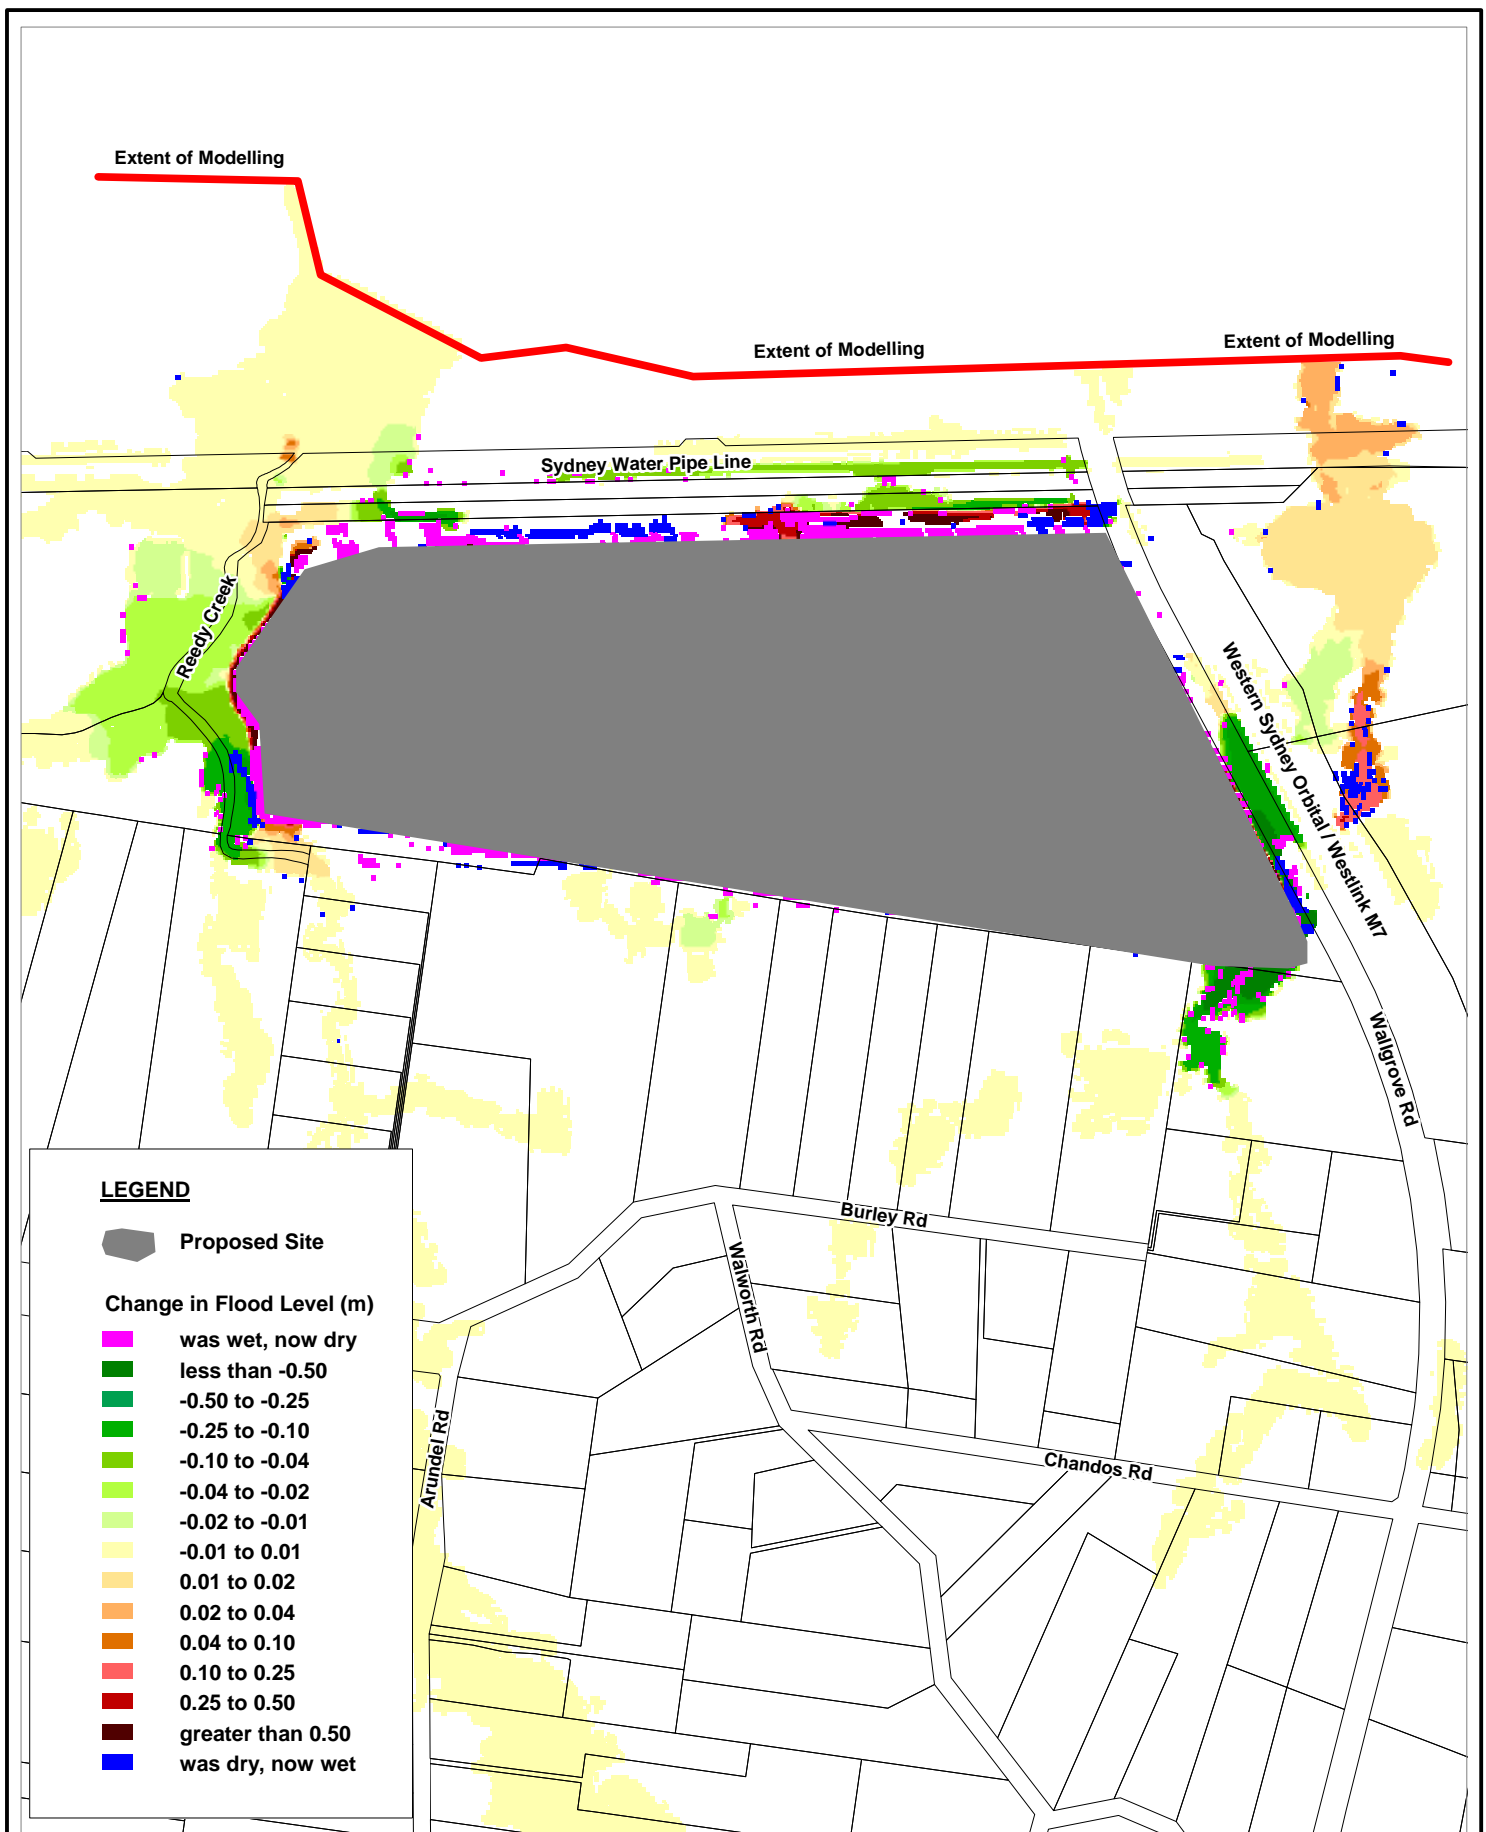 Extent of Modelling
Extent of Modelling
Extent of Modelling
Sydney Water Pipe Line
Reedy Creek
Western Sydney Orbital / Westlink M7
Wallgrove Rd
Burley Rd
Walworth Rd
Chandos Rd
Arundel Rd
LEGEND
Proposed Site
Change in Flood Level (m)
was wet, now dry
less than -0.50
-0.50 to -0.25
-0.25 to -0.10
-0.10 to -0.04
-0.04 to -0.02
-0.02 to -0.01
-0.01 to 0.01
0.01 to 0.02
0.02 to 0.04
0.04 to 0.10
0.10 to 0.25
0.25 to 0.50
greater than 0.50
was dry, now wet